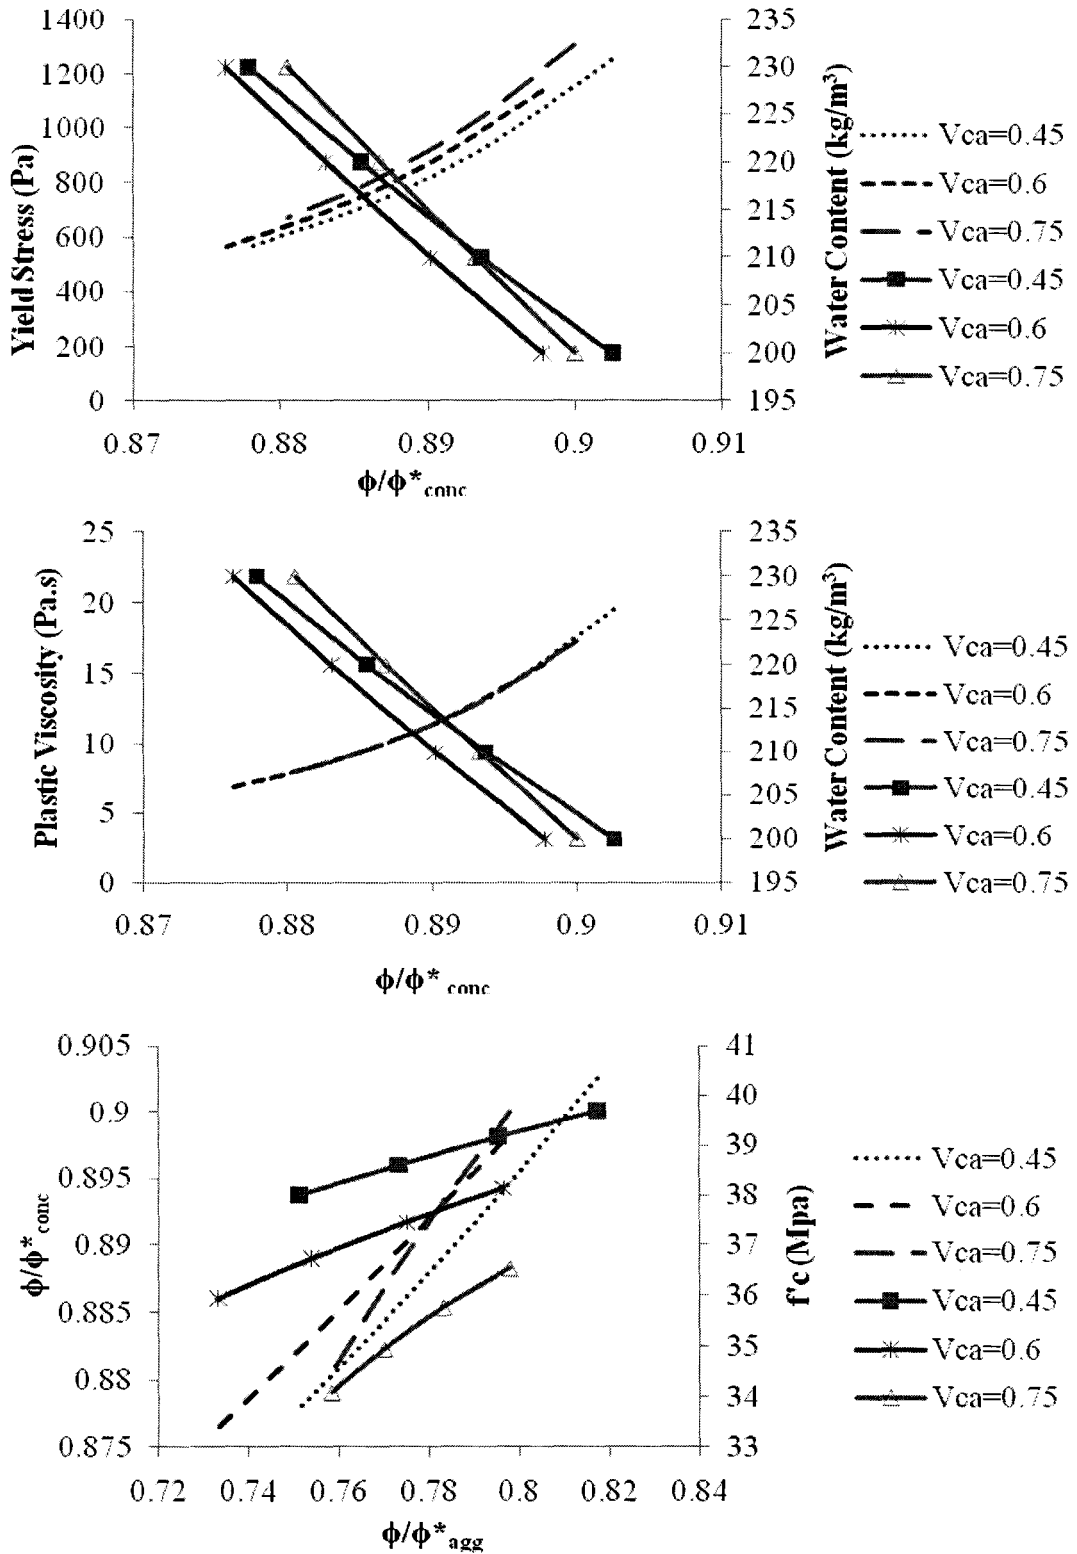 1400
1200
1000
800
600
400
200
0
Yield Stress (Pa)
235
230
225
220
215
210
205
200
195
Water Content (kg/m³)
0.87 0.88 0.89 0.9 0.91
ϕ/ϕ*conc
Vca=0.45
Vca=0.6
Vca=0.75
Vca=0.45
Vca=0.6
Vca=0.75
25
20
15
10
5
0
Plastic Viscosity (Pa.s)
235
230
225
220
215
210
205
200
195
Water Content (kg/m³)
0.87 0.88 0.89 0.9 0.91
ϕ/ϕ* conc
Vca=0.45
Vca=0.6
Vca=0.75
Vca=0.45
Vca=0.6
Vca=0.75
0.905
0.9
0.895
0.89
0.885
0.88
0.875
ϕ/ϕ*conc
41
40
39
38
37
36
35
34
33
f'c (Mpa)
0.72 0.74 0.76 0.78 0.8 0.82 0.84
ϕ/ϕ*agg
Vca=0.45
Vca=0.6
Vca=0.75
Vca=0.45
Vca=0.6
Vca=0.75